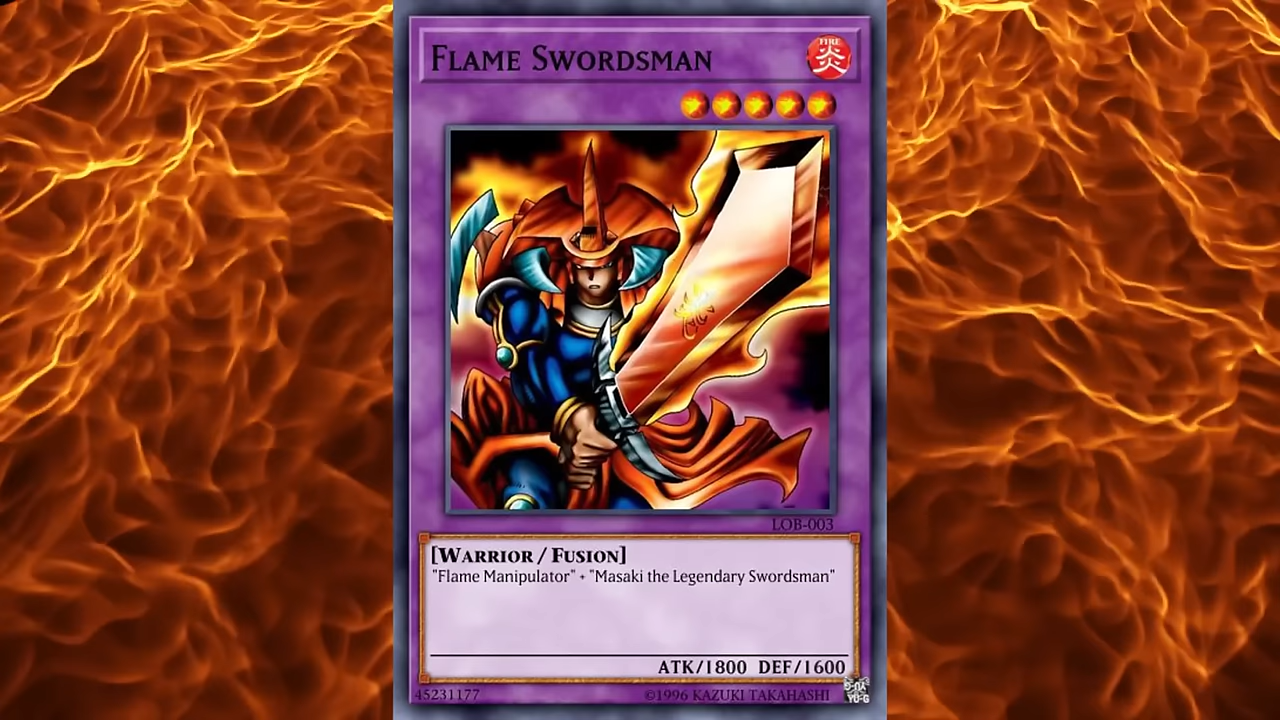 FLAME SWORDSMAN
FIRE
炎
LOB-003
[WARRIOR / FUSION]
"Flame Manipulator" + "Masaki the Legendary Swordsman"
ATK/1800 DEF/1600
45231177
©1996 KAZUKI TAKAHASHI